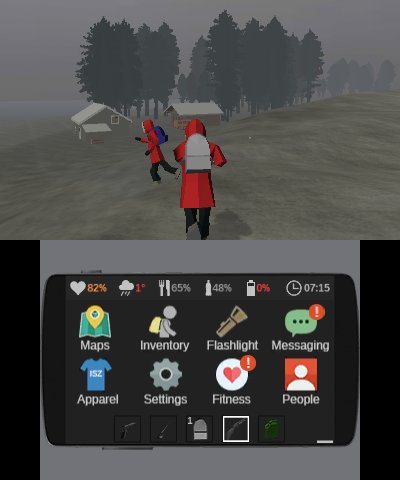 82% 1° 65% 48% 0% 07:15
Maps Inventory Flashlight Messaging
ISZ
Apparel Settings Fitness People
1